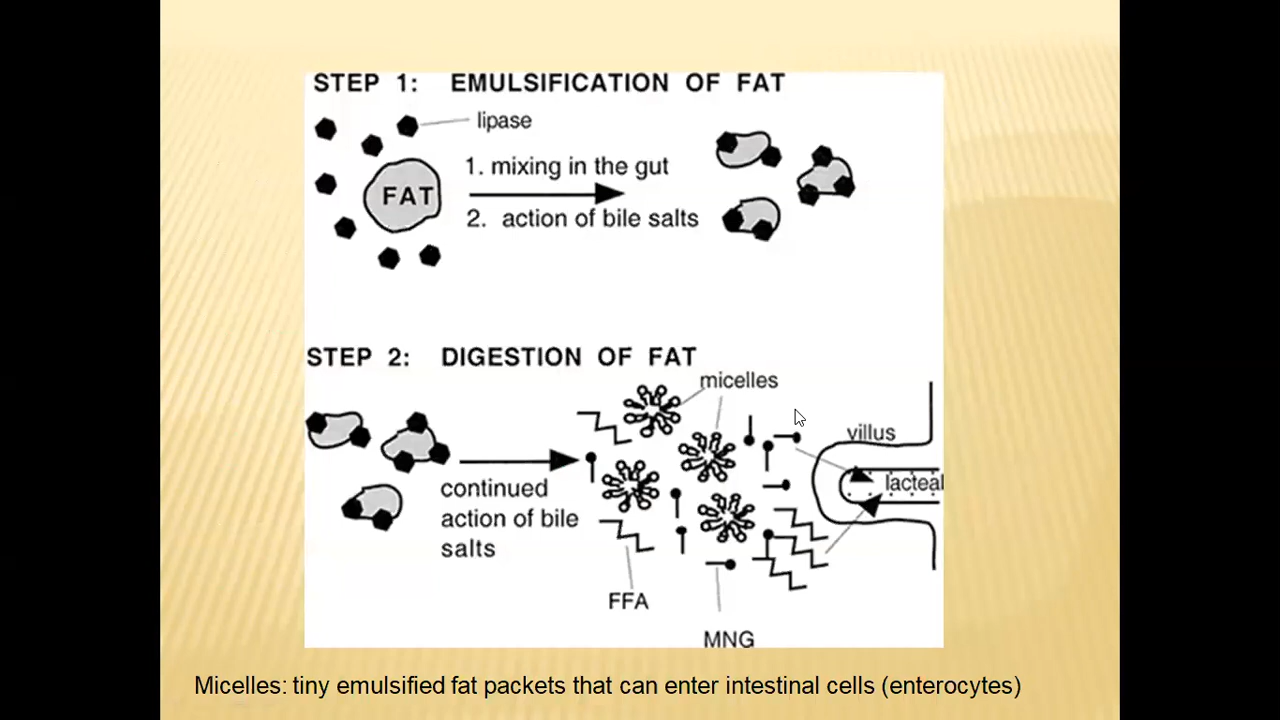 STEP 1: EMULSIFICATION OF FAT
lipase
1. mixing in the gut
FAT
2. action of bile salts
STEP 2: DIGESTION OF FAT
micelles
villus
lacteal
continued
action of bile
salts
FFA
MNG
Micelles: tiny emulsified fat packets that can enter intestinal cells (enterocytes)